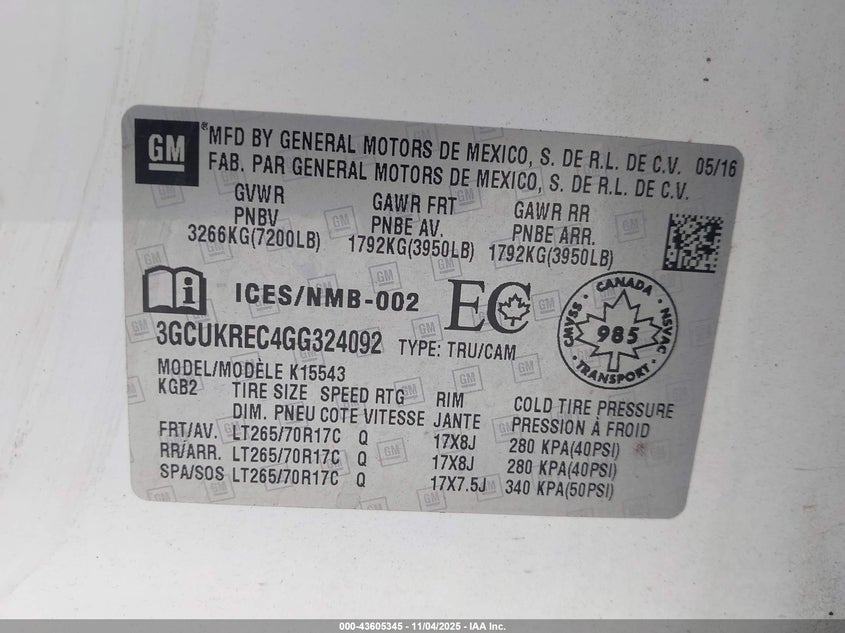 GM
® MFD BY GENERAL MOTORS DE MEXICO, S. DE R.L. DE C.V. 05/16
FAB. PAR GENERAL MOTORS DE MEXICO, S. DE R.L. DE C.V.
GVWR GAWR FRT GAWR RR
PNBV PNBE AV. PNBE ARR.
3266KG(7200LB) 1792KG(3950LB) 1792KG(3950LB)
i ICES/NMB-002 EC
CANADA
CMVSS 985 NSVAC
TRANSPORT
3GCUKREC4GG324092 TYPE: TRU/CAM
MODEL/MODÈLE K15543
KGB2 TIRE SIZE SPEED RTG RIM COLD TIRE PRESSURE
DIM. PNEU COTE VITESSE JANTE PRESSION À FROID
FRT/AV. LT265/70R17C Q 17X8J 280 KPA(40PSI)
RR/ARR. LT265/70R17C Q 17X8J 280 KPA(40PSI)
SPA/SOS LT265/70R17C Q 17X7.5J 340 KPA(50PSI)
000-43605345 - 11/04/2025 - IAA Inc.